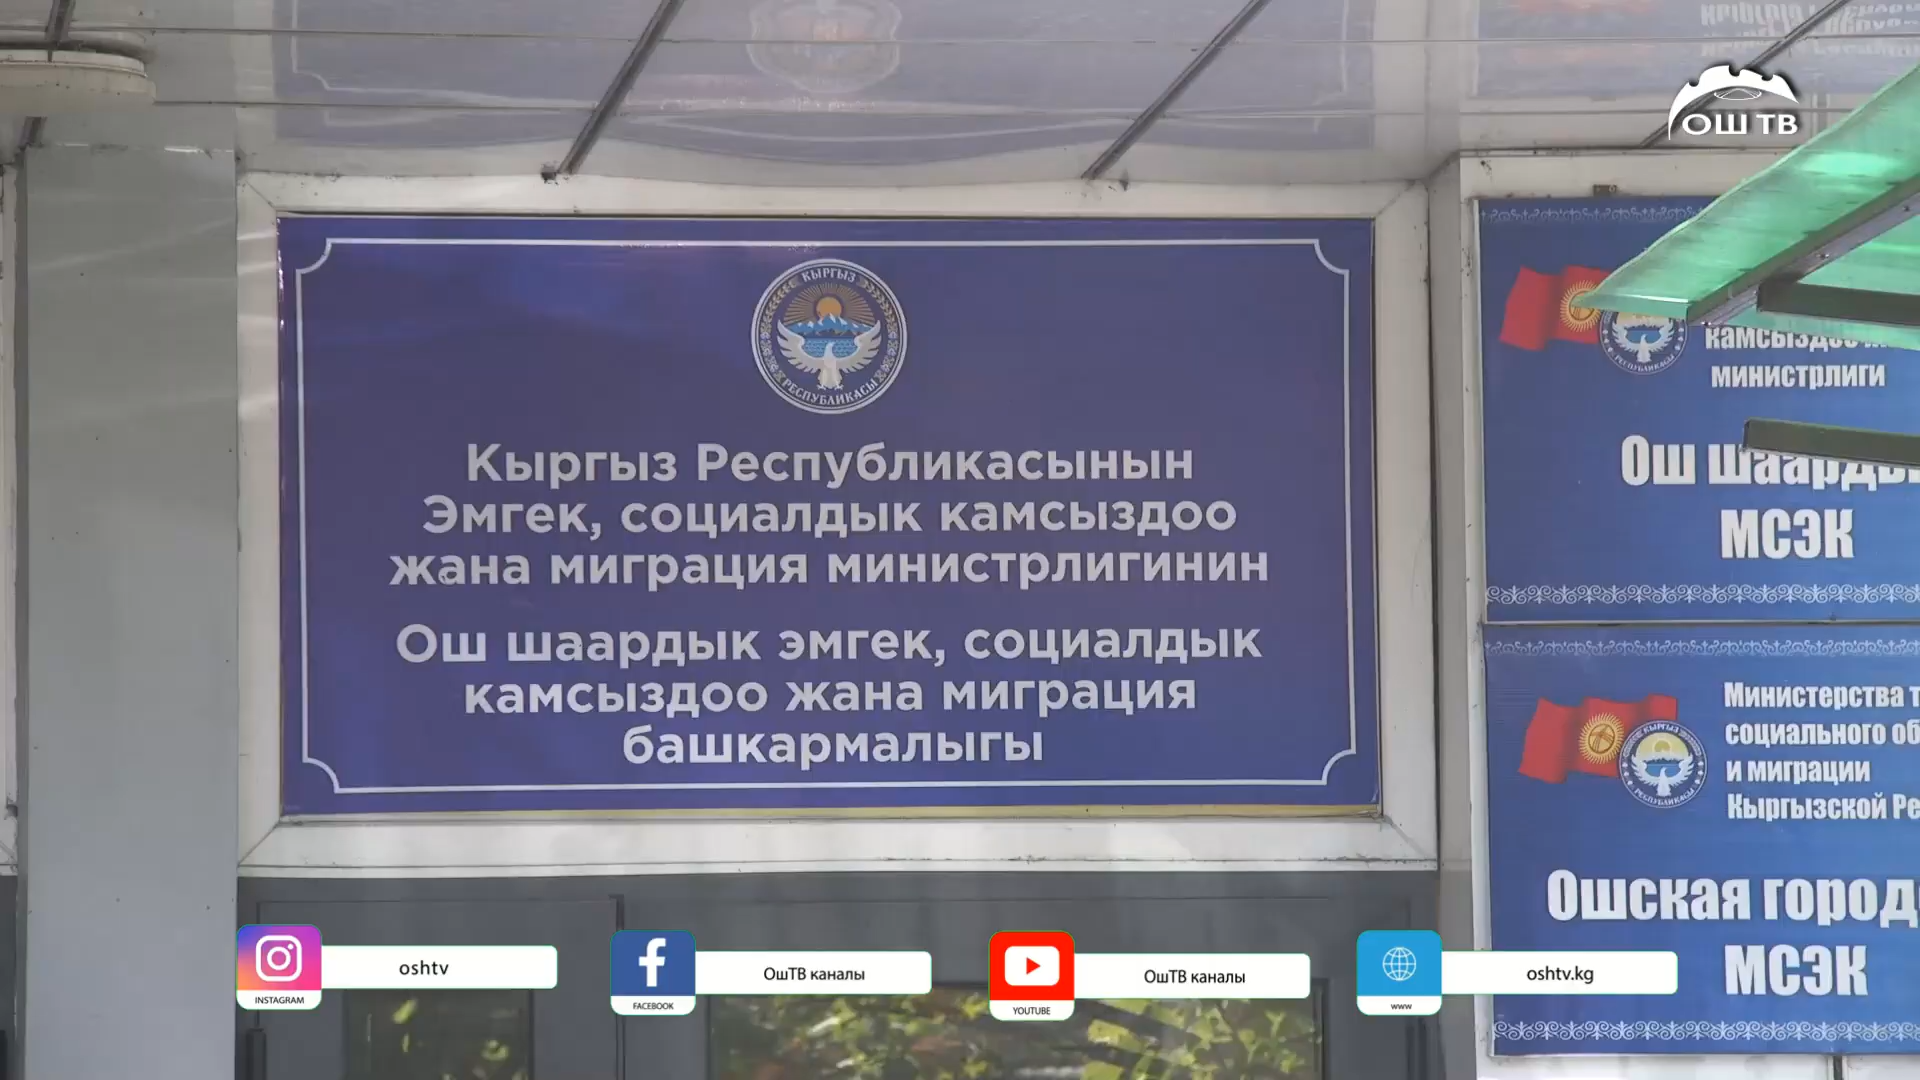 ОШ ТВ
КЫРГЫЗ
РЕСПУБЛИКАСЫ
Кыргыз Республикасынын
Эмгек, социалдык камсыздоо
жана миграция министрлигинин
Ош шаардык эмгек, социалдык
камсыздоо жана миграция
башкармалыгы
камсыздоо
министрлиги
Ош
МСЭК
Министерства
социального
и миграции
Кыргызской
Ошская
МСЭК
INSTAGRAM
oshtv
FACEBOOK
ОшТВ каналы
YOUTUBE
ОшТВ каналы
www
oshtv.kg